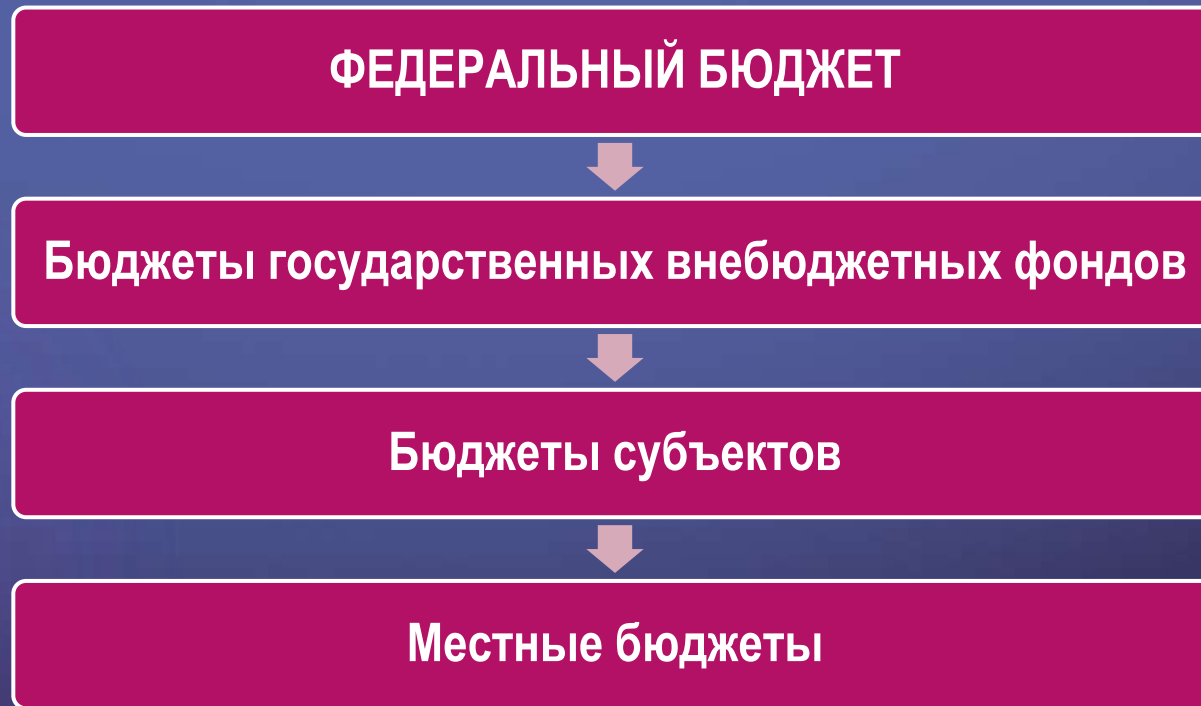 ФЕДЕРАЛЬНЫЙ БЮДЖЕТ
Бюджеты государственных внебюджетных фондов
Бюджеты субъектов
Местные бюджеты